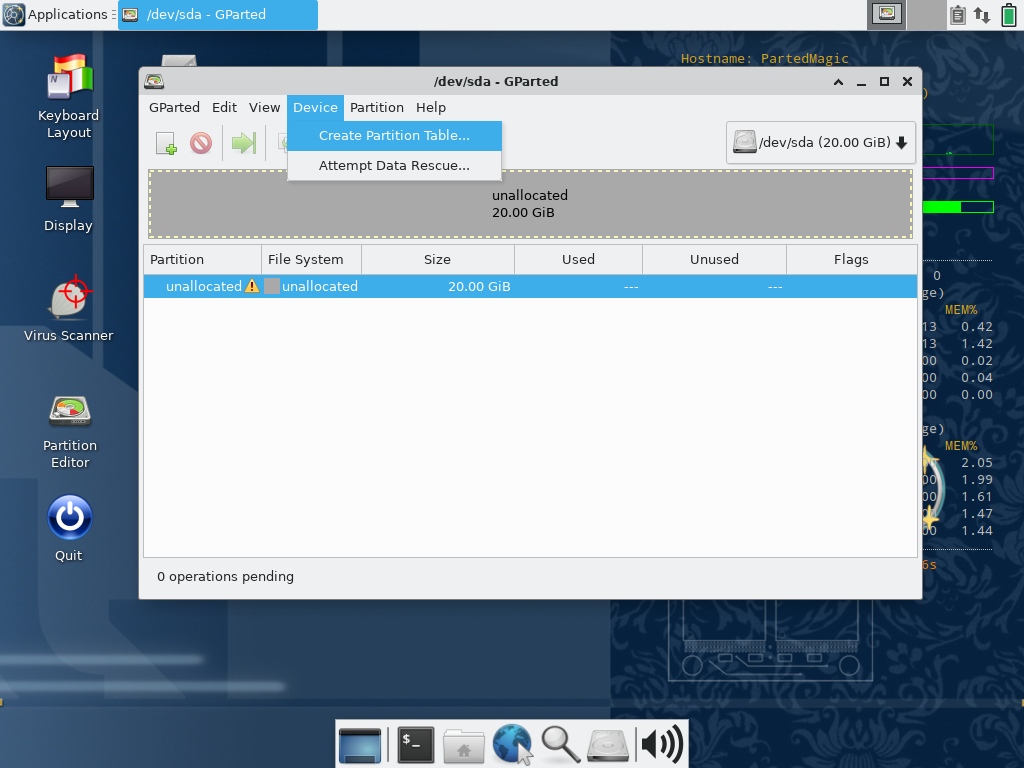 Applications
/dev/sda - GParted
Hostname: PartedMagic
Keyboard
Layout
Display
Virus Scanner
Partition
Editor
Quit
/dev/sda - GParted
GParted Edit View Device Partition Help
Create Partition Table...
Attempt Data Rescue...
/dev/sda (20.00 GiB)
unallocated
20.00 GiB
Partition File System Size Used Unused Flags
unallocated unallocated 20.00 GiB --- ---
0 operations pending
)
0
ge)
MEM%
13 0.42
13 1.42
00 0.02
00 0.04
00 0.00
ge)
MEM%
2.05
00 1.99
00 1.61
1.47
00 1.44
6s
$_